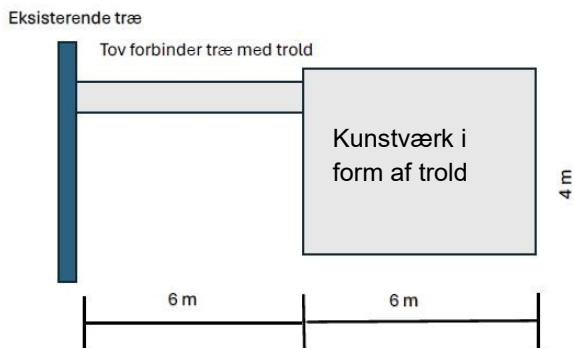 Eksisterende træ
Tov forbinder træ med trold
Kunstværk i
form af trold
4 m
6 m
6 m